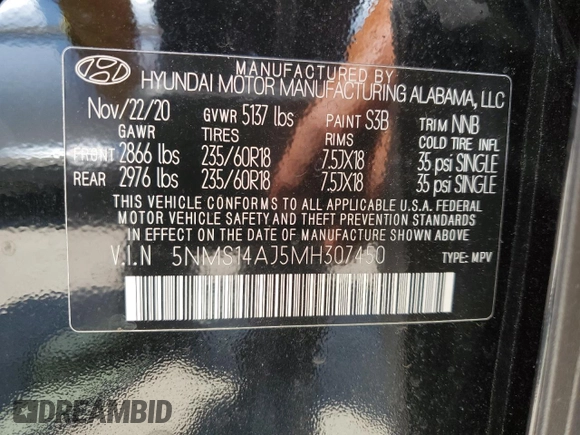 MANUFACTURED BY
HYUNDAI MOTOR MANUFACTURING ALABAMA, LLC
Nov/22/20 GVWR 5137 lbs PAINT S3B TRIM NNB
GAWR TIRES RIMS COLD TIRE INFL
FRONT 2866 lbs 235/60R18 7.5JX18 35 psi SINGLE
REAR 2976 lbs 235/60R18 7.5JX18 35 psi SINGLE
THIS VEHICLE CONFORMS TO ALL APPLICABLE U.S.A. FEDERAL
MOTOR VEHICLE SAFETY AND THEFT PREVENTION STANDARDS
IN EFFECT ON THE DATE OF MANUFACTURE SHOWN ABOVE.
V.I.N 5NMS14AJ5MH307450 TYPE: MPV
DREAMBID